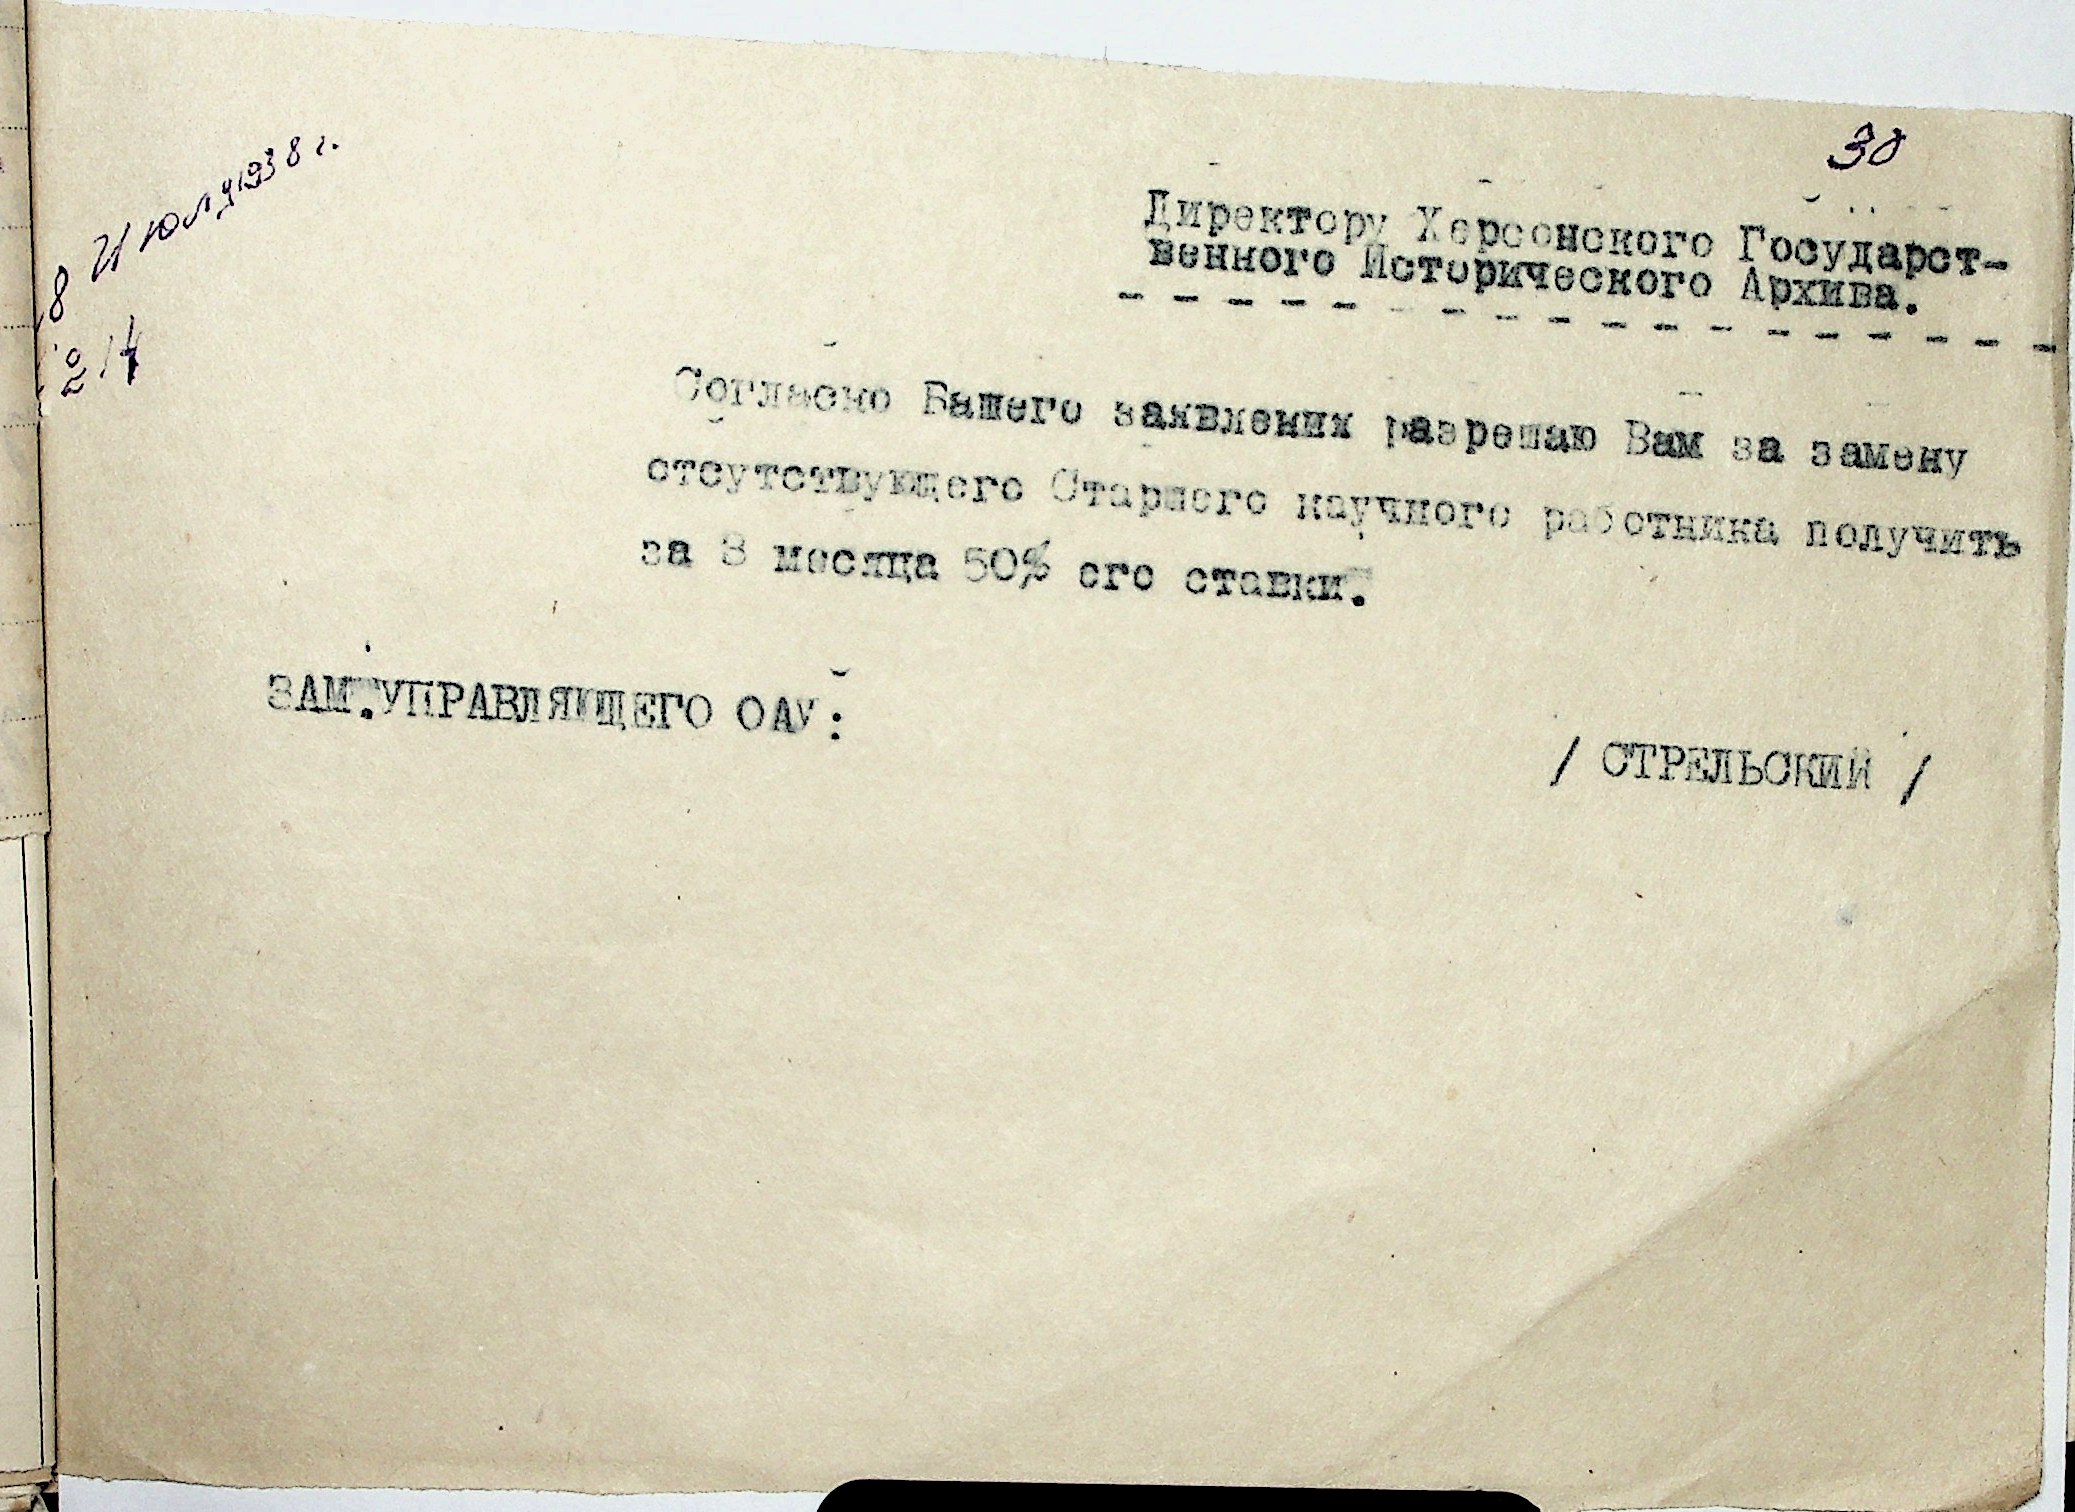 30
8 Июля 1938 г.
214
Директору Херсонского Государст-
венного Исторического Архива.
Согласно Вашего заявления разрешаю Вам за замену
отсутствующего Старшего научного работника получить
за 3 месяца 50% его ставки.
ЗАМ.УПРАВЛЯЮЩЕГО ОАУ:
/ СТРЕЛЬСКИЙ /